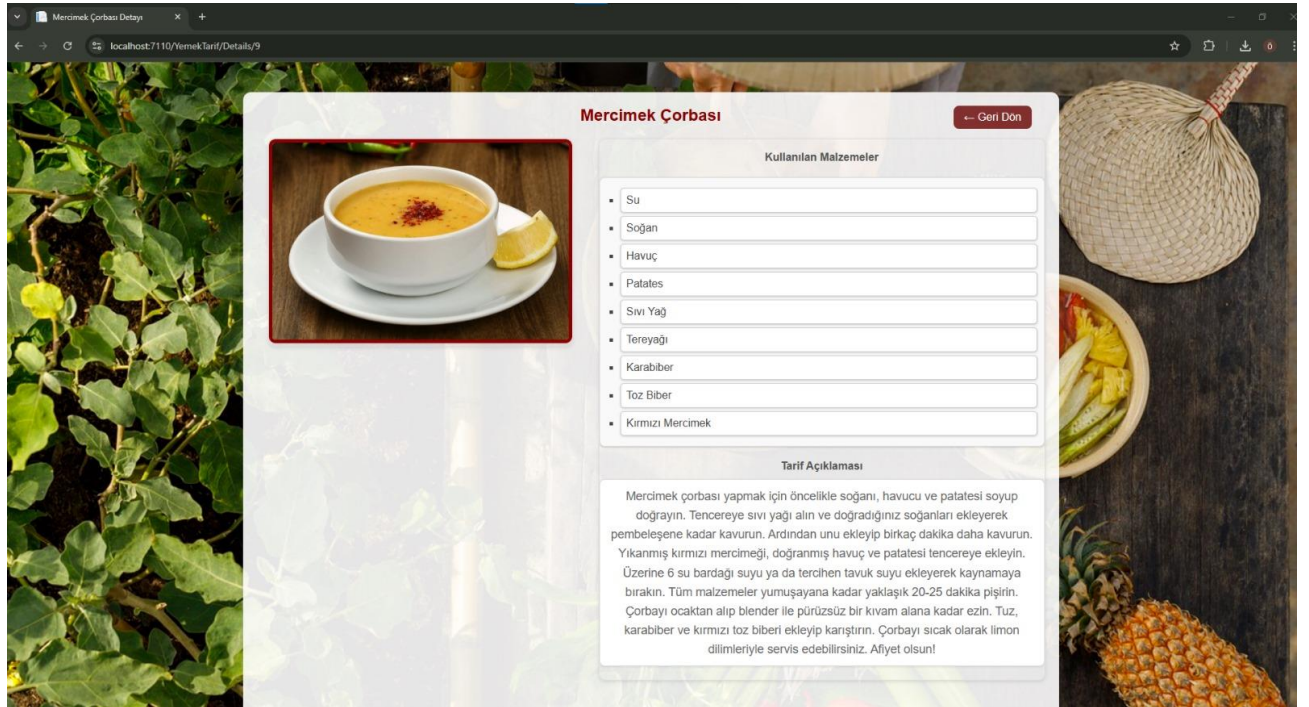 Mercimek Çorbası Detayı
localhost:7110/YemekTarif/Details/9
Mercimek Çorbası
← Geri Dön
Kullanılan Malzemeler
Su
Soğan
Havuç
Patates
Sıvı Yağ
Tereyağı
Karabiber
Toz Biber
Kırmızı Mercimek
Tarif Açıklaması
Mercimek çorbası yapmak için öncelikle soğanı, havucu ve patatesi soyup
doğrayın. Tencereye sıvı yağı alın ve doğradığınız soğanları ekleyerek
pembeleşene kadar kavurun. Ardından unu ekleyip birkaç dakika daha kavurun.
Yıkanmış kırmızı mercimeği, doğranmış havuç ve patatesi tencereye ekleyin.
Üzerine 6 su bardağı suyu ya da tercihen tavuk suyu ekleyerek kaynamaya
bırakın. Tüm malzemeler yumuşayana kadar yaklaşık 20-25 dakika pişirin.
Çorbayı ocaktan alıp blender ile pürüzsüz bir kıvam alana kadar ezin. Tuz,
karabiber ve kırmızı toz biberi ekleyip karıştırın. Çorbayı sıcak olarak limon
dilimleriyle servis edebilirsiniz. Afiyet olsun!